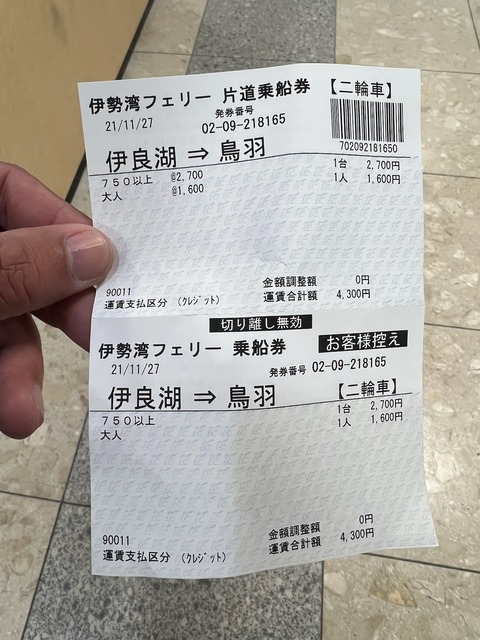 伊勢湾フェリー 片道乗船券 【二輪車】
21/11/27
発券番号
02-09-218165
702092181650
伊良湖 ⇒ 鳥羽
750以上 @2,700 1台 2,700円
大人 @1,600 1人 1,600円
90011 金額調整額 0円
運賃支払区分 (クレジット) 運賃合計額 4,300円
切り離し無効
伊勢湾フェリー 乗船券 お客様控え
21/11/27 発券番号 02-09-218165
伊良湖 ⇒ 鳥羽 【二輪車】
750以上 1台 2,700円
大人 1人 1,600円
90011 金額調整額 0円
運賃支払区分 (クレジット) 運賃合計額 4,300円